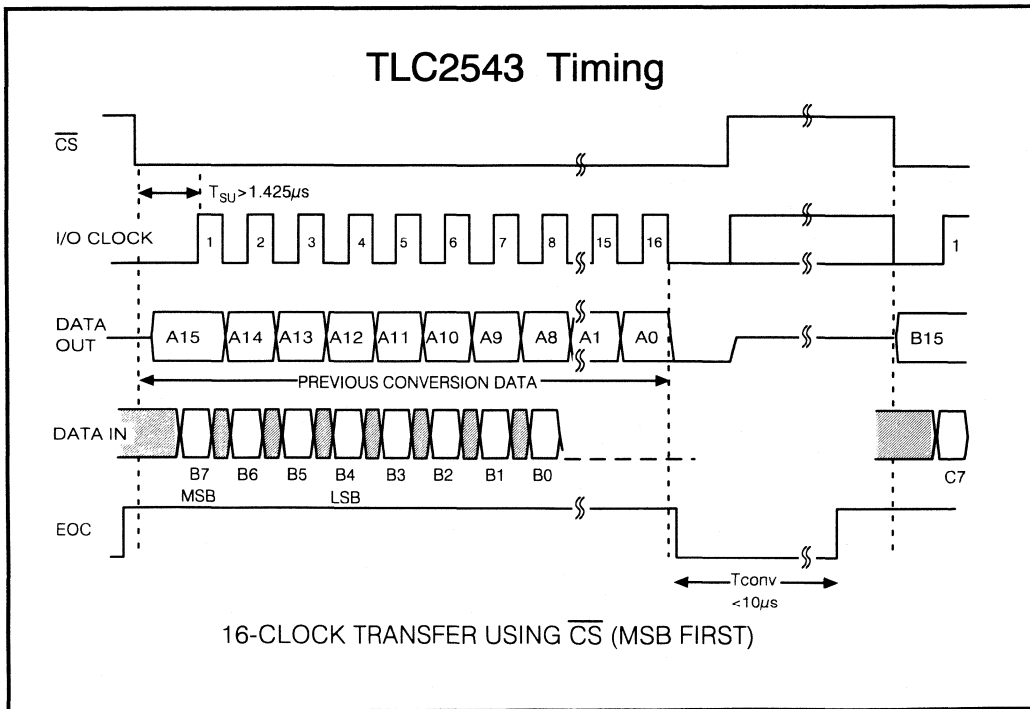 TLC2543 Timing
CS
TSU>1.425µs
I/O CLOCK
1 2 3 4 5 6 7 8 15 16 1
DATA OUT
A15 A14 A13 A12 A11 A10 A9 A8 A1 A0 B15
PREVIOUS CONVERSION DATA
DATA IN
B7 B6 B5 B4 B3 B2 B1 B0 C7
MSB LSB
EOC
Tconv
<10µs
16-CLOCK TRANSFER USING CS (MSB FIRST)